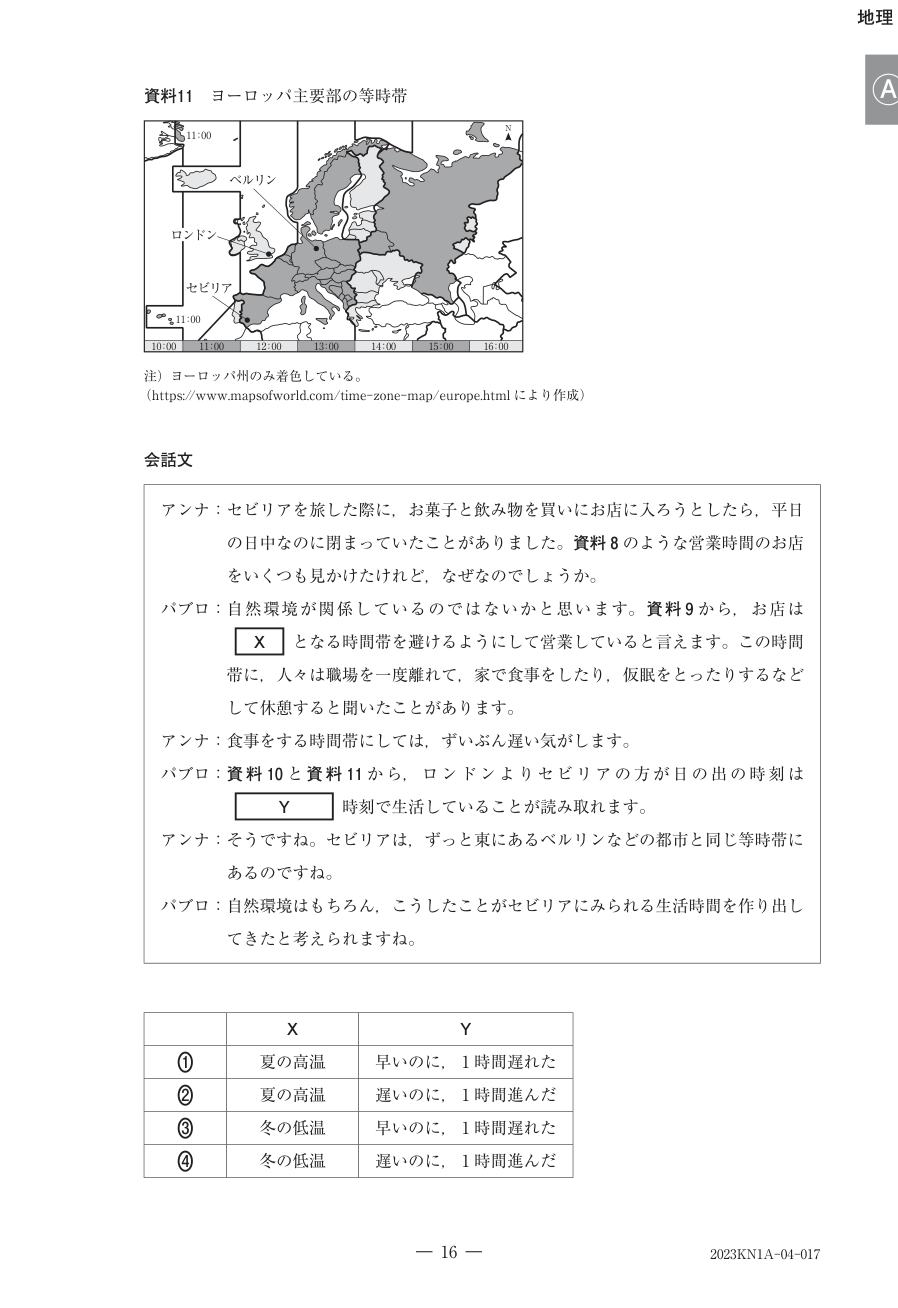 地理
Ⓐ
資料11 ヨーロッパ主要部の等時帯
11:00
N
ベルリン
ロンドン
セビリア
11:00
10:00 11:00 12:00 13:00 14:00 15:00 16:00
注）ヨーロッパ州のみ着色している。
（https://www.mapsofworld.com/time-zone-map/europe.html により作成）
会話文
アンナ：セビリアを旅した際に，お菓子と飲み物を買いにお店に入ろうとしたら，平日
の日中なのに閉まっていたことがありました。資料8のような営業時間のお店
をいくつも見かけたけれど，なぜなのでしょうか。
パブロ：自然環境が関係しているのではないかと思います。資料9から，お店は
X となる時間帯を避けるようにして営業していると言えます。この時間
帯に，人々は職場を一度離れて，家で食事をしたり，仮眠をとったりするなど
して休憩すると聞いたことがあります。
アンナ：食事をする時間帯にしては，ずいぶん遅い気がします。
パブロ：資料10と資料11から，ロンドンよりセビリアの方が日の出の時刻は
Y 時刻で生活していることが読み取れます。
アンナ：そうですね。セビリアは，ずっと東にあるベルリンなどの都市と同じ等時帯に
あるのですね。
パブロ：自然環境はもちろん，こうしたことがセビリアにみられる生活時間を作り出し
てきたと考えられますね。
X Y
① 夏の高温 早いのに，1時間遅れた
② 夏の高温 遅いのに，1時間進んだ
③ 冬の低温 早いのに，1時間遅れた
④ 冬の低温 遅いのに，1時間進んだ
— 16 —
2023KN1A-04-017